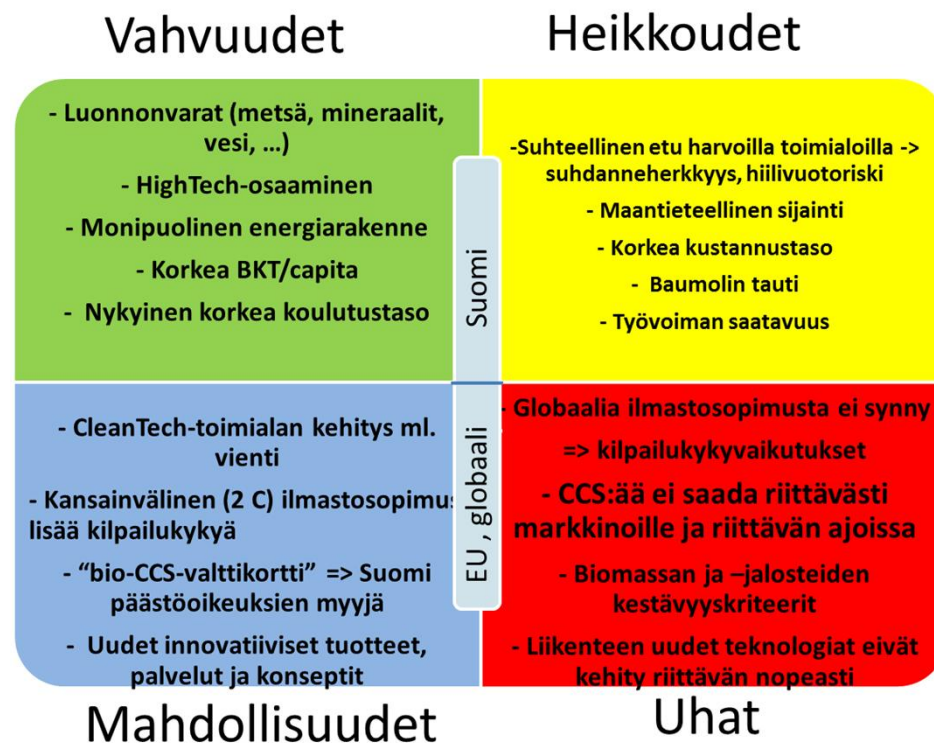 Vahvuudet
Heikkoudet
- Luonnonvarat (metsä, mineraalit,
vesi, ...)
- HighTech-osaaminen
- Monipuolinen energiarakenne
- Korkea BKT/capita
- Nykyinen korkea koulutustaso
Suomi
-Suhteellinen etu harvoilla toimialoilla ->
suhdanneherkkyys, hiilivuotoriski
- Maantieteellinen sijainti
- Korkea kustannustaso
- Baumolin tauti
- Työvoiman saatavuus
- CleanTech-toimialan kehitys ml.
vienti
- Kansainvälinen (2 C) ilmastosopimus
lisää kilpailukykyä
- ”bio-CCS-valttikortti” => Suomi
päästöoikeuksien myyjä
- Uudet innovatiiviset tuotteet,
palvelut ja konseptit
EU , globaali
- Globaalia ilmastosopimusta ei synny
=> kilpailukykyvaikutukset
- CCS:ää ei saada riittävästi
markkinoille ja riittävän ajoissa
- Biomassan ja –jalosteiden
kestävyyskriteerit
- Liikenteen uudet teknologiat eivät
kehity riittävän nopeasti
Mahdollisuudet
Uhat